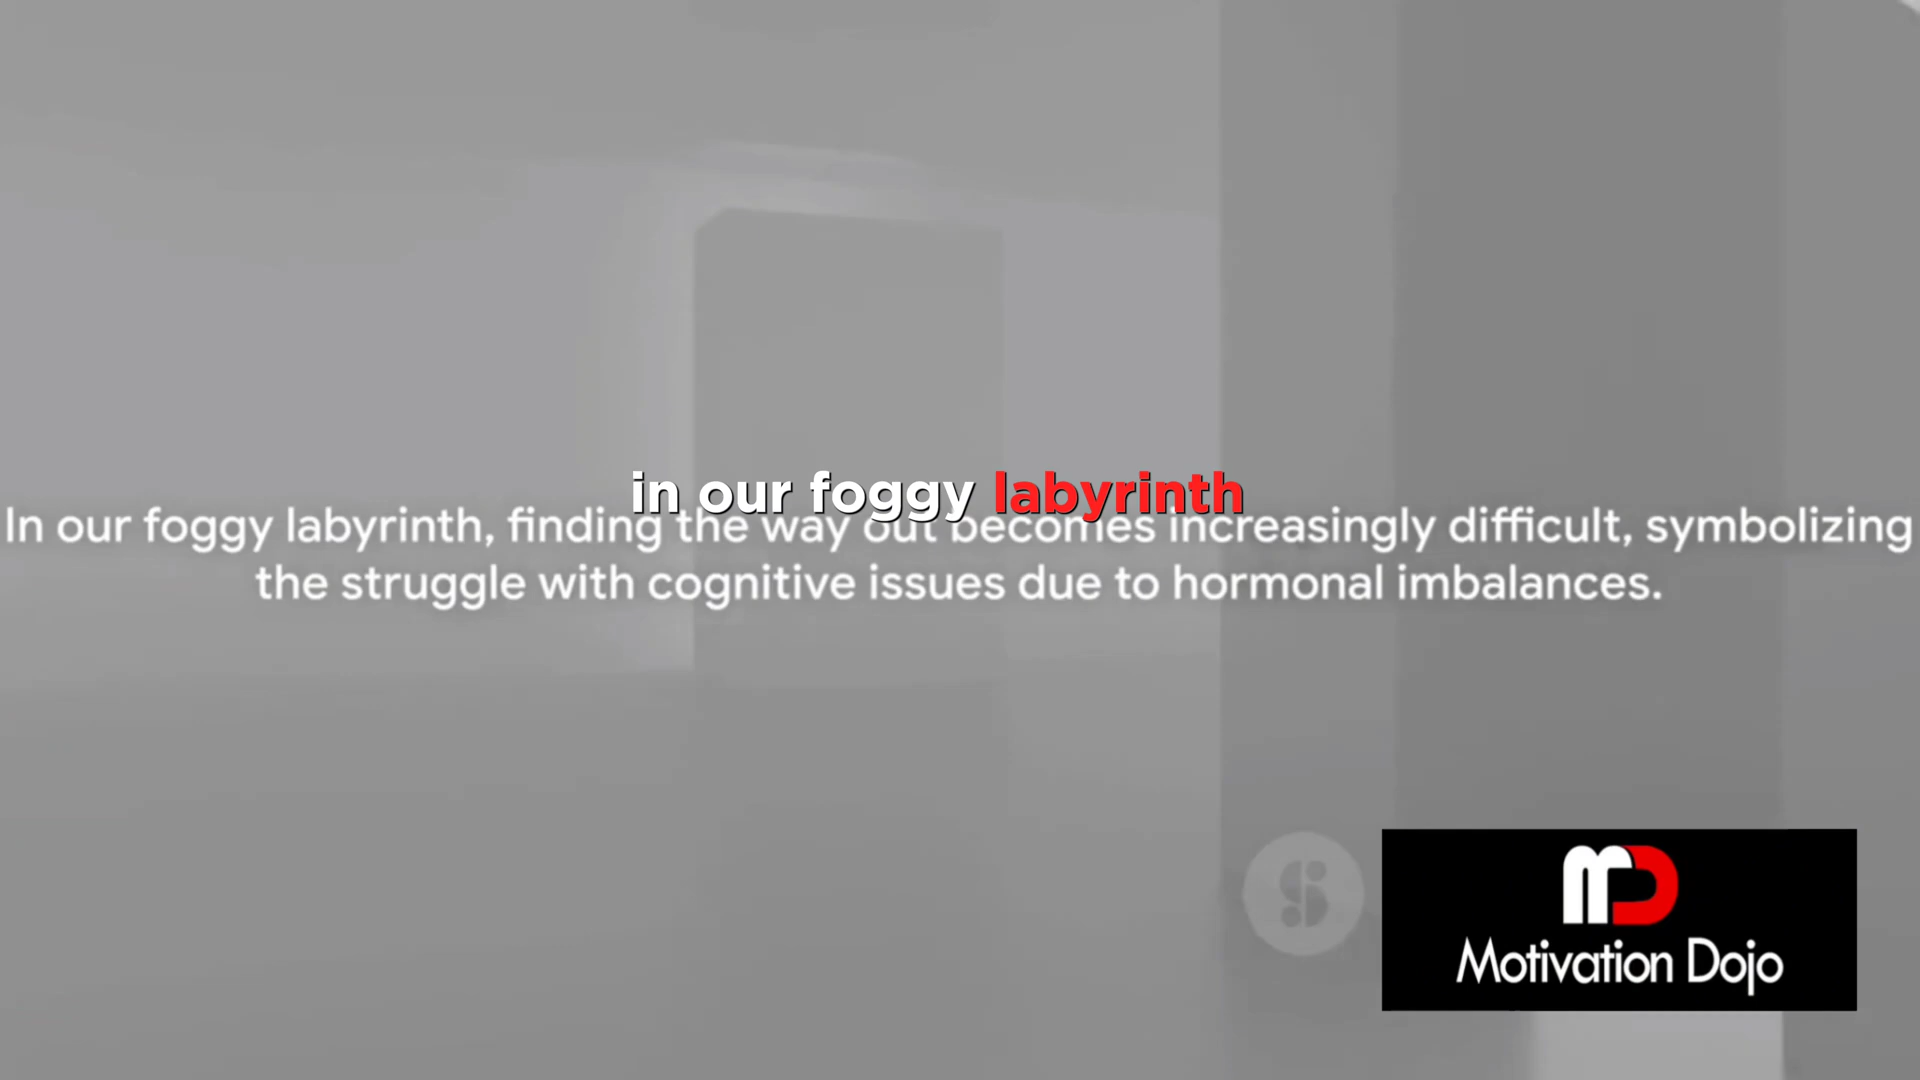 in our foggy labyrinth
In our foggy labyrinth, finding the way out becomes increasingly difficult, symbolizing
the struggle with cognitive issues due to hormonal imbalances.
MD
Motivation Dojo